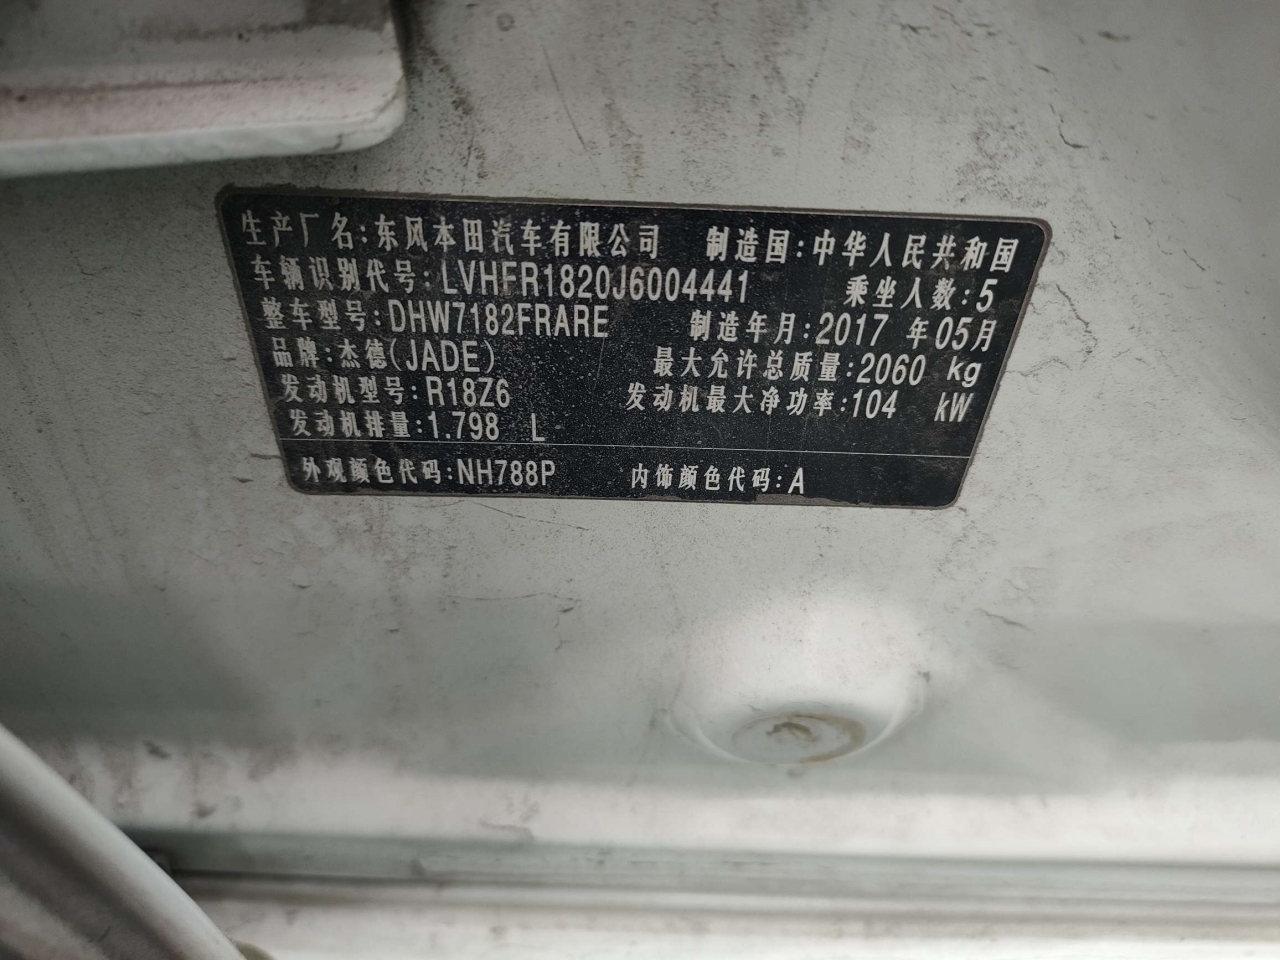 生产厂名:东风本田汽车有限公司 制造国:中华人民共和国
车辆识别代号:LVHFR1820J6004441 乘坐人数:5
整车型号:DHW7182FRARE 制造年月:2017 年05月
品牌:杰德(JADE) 最大允许总质量:2060 kg
发动机型号:R18Z6 发动机最大净功率:104 kW
发动机排量:1.798 L
外观颜色代码:NH788P 内饰颜色代码:A